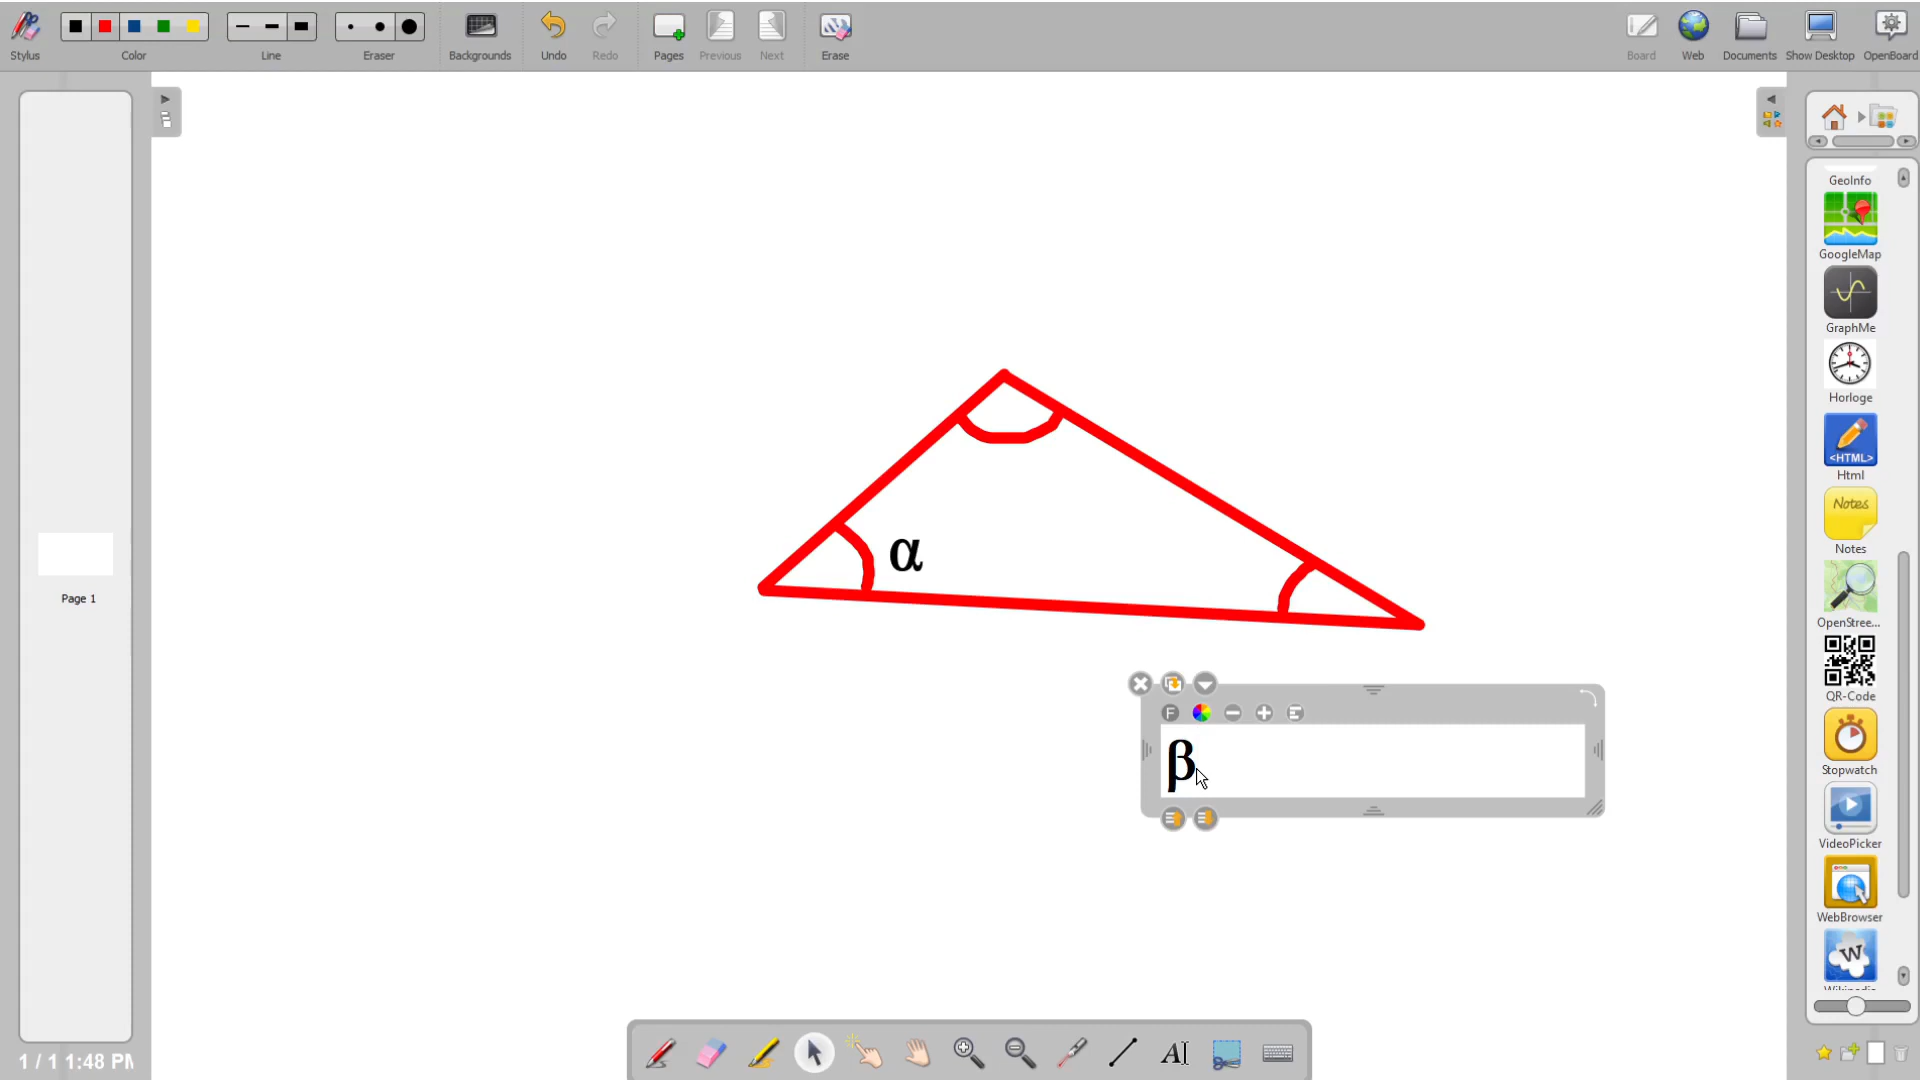 Stylus
Color
Line
Eraser
Backgrounds
Undo
Redo
Pages
Previous
Next
Erase
Board
Web
Documents
Show Desktop
OpenBoard
Page 1
1 / 1 1:48 PM
α
F
β
GeoInfo
GoogleMap
GraphMe
Horloge
<HTML>
Html
Notes
Notes
OpenStree...
QR-Code
Stopwatch
VideoPicker
WebBrowser
W
Wikipedia
A